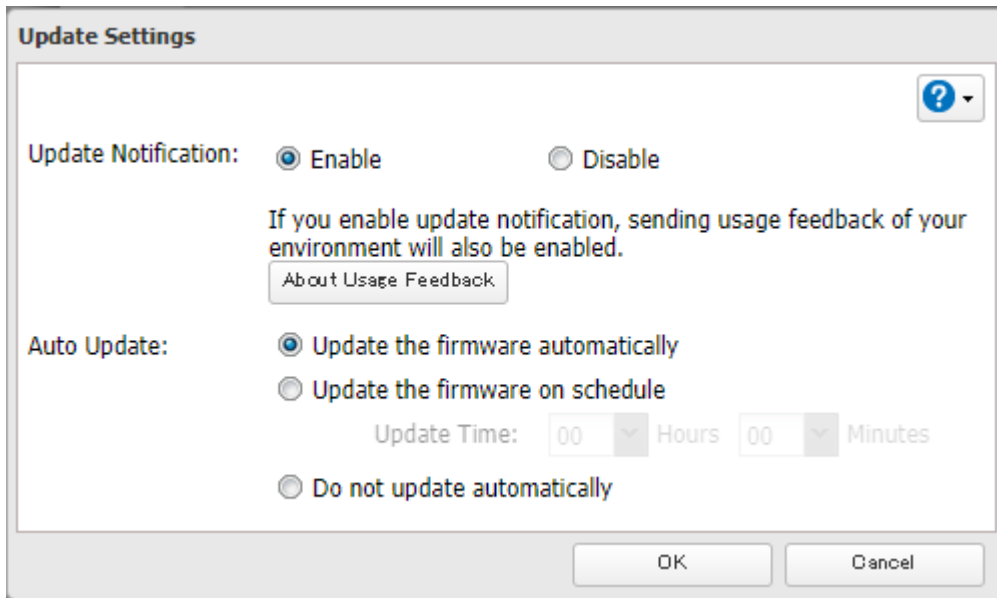 Update Settings
?
Update Notification: Enable Disable
If you enable update notification, sending usage feedback of your
environment will also be enabled.
About Usage Feedback
Auto Update: Update the firmware automatically
Update the firmware on schedule
Update Time: 00 Hours 00 Minutes
Do not update automatically
OK Cancel